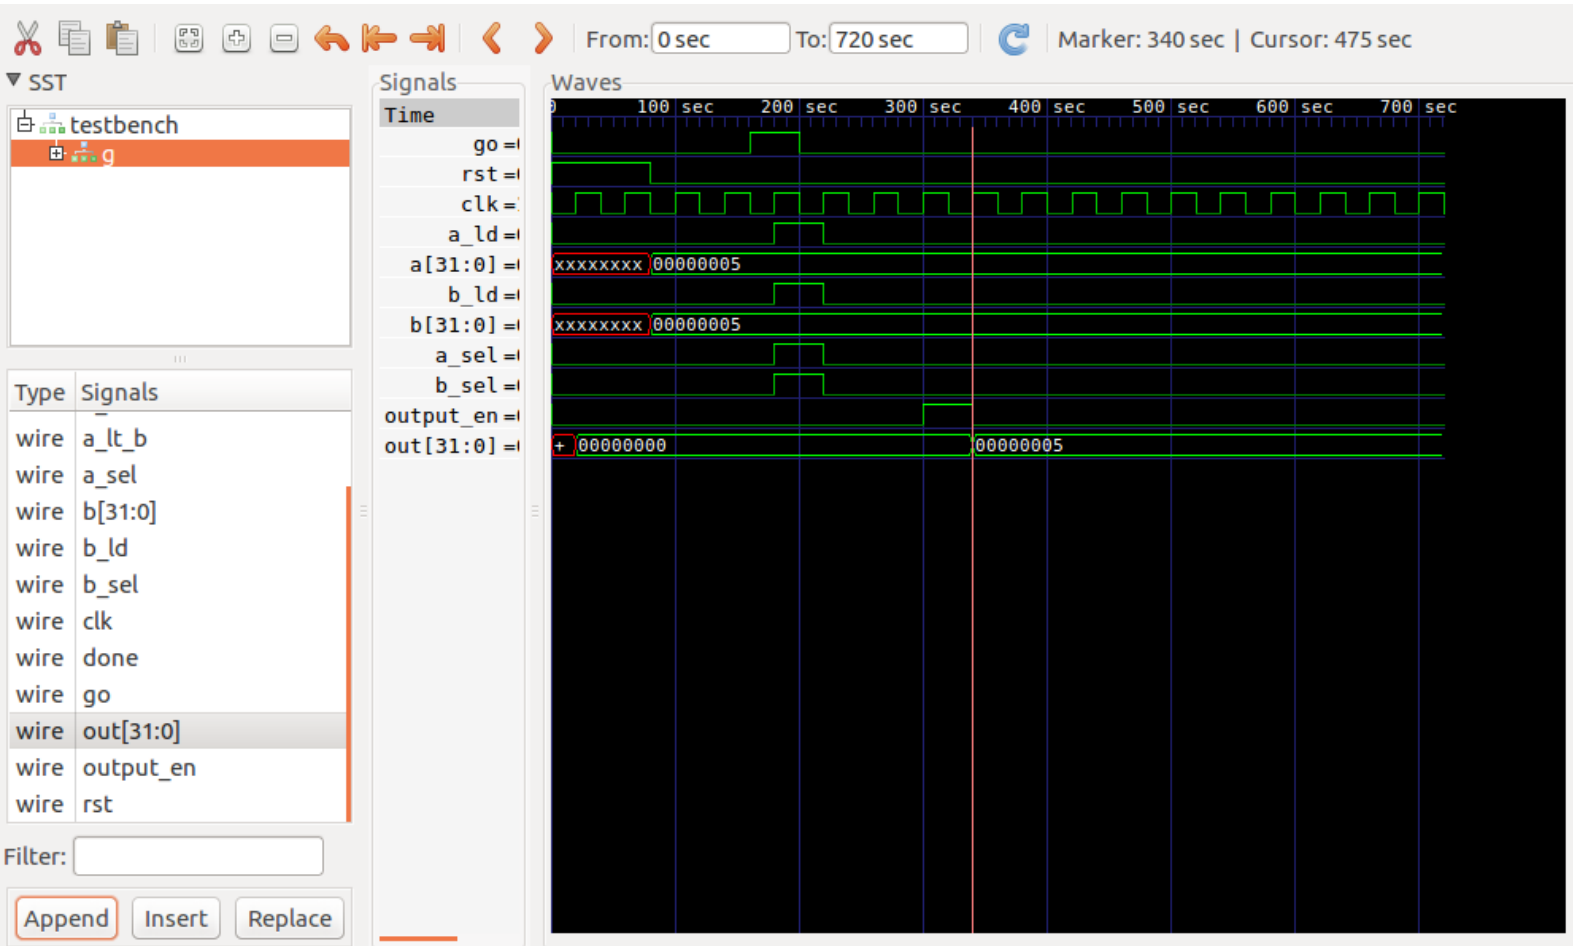 From: 0 sec To: 720 sec Marker: 340 sec | Cursor: 475 sec
SST
testbench
g
Type Signals
wire a_lt_b
wire a_sel
wire b[31:0]
wire b_ld
wire b_sel
wire clk
wire done
wire go
wire out[31:0]
wire output_en
wire rst
Filter:
Append Insert Replace
Signals
Time
go =
rst =
clk =
a_ld =
a[31:0] =
b_ld =
b[31:0] =
a_sel =
b_sel =
output_en =
out[31:0] =
Waves
0 100 sec 200 sec 300 sec 400 sec 500 sec 600 sec 700 sec
xxxxxxxx 00000005
xxxxxxxx 00000005
+ 00000000 00000005